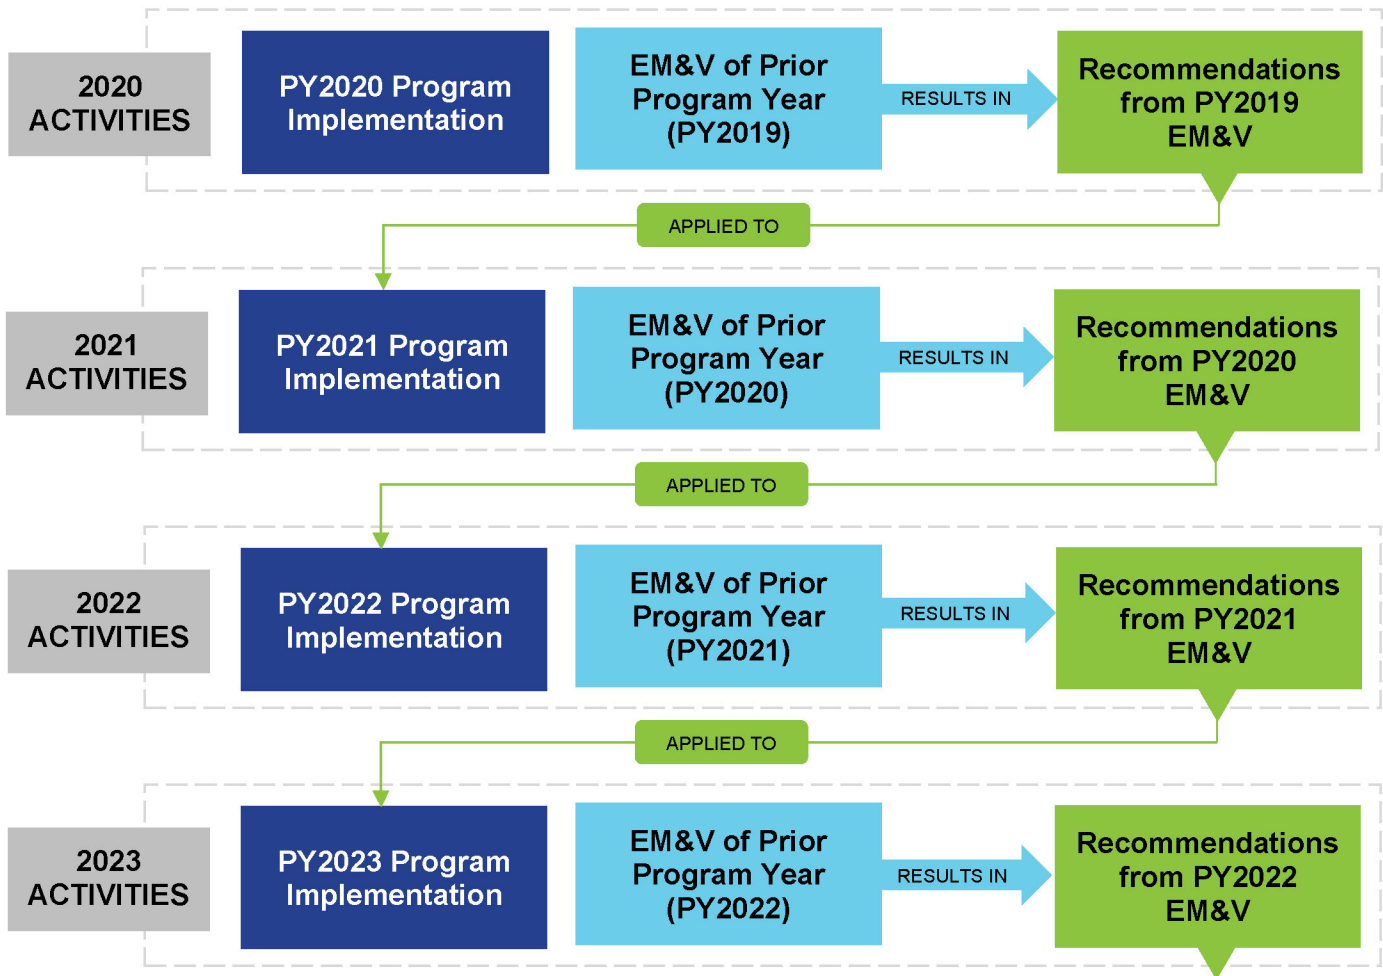 2020
ACTIVITIES
PY2020 Program
Implementation
EM&V of Prior
Program Year
(PY2019)
RESULTS IN
Recommendations
from PY2019
EM&V
APPLIED TO
2021
ACTIVITIES
PY2021 Program
Implementation
EM&V of Prior
Program Year
(PY2020)
RESULTS IN
Recommendations
from PY2020
EM&V
APPLIED TO
2022
ACTIVITIES
PY2022 Program
Implementation
EM&V of Prior
Program Year
(PY2021)
RESULTS IN
Recommendations
from PY2021
EM&V
APPLIED TO
2023
ACTIVITIES
PY2023 Program
Implementation
EM&V of Prior
Program Year
(PY2022)
RESULTS IN
Recommendations
from PY2022
EM&V